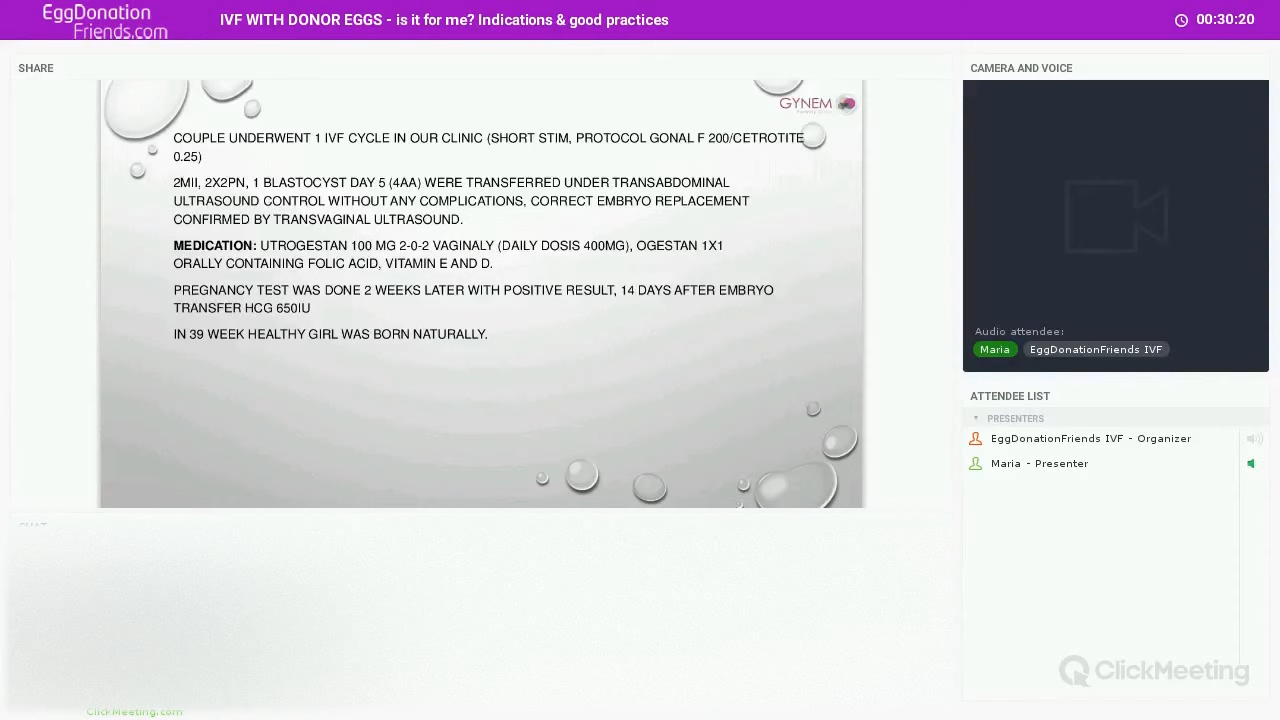 EggDonation
Friends.com
IVF WITH DONOR EGGS - is it for me? Indications & good practices
00:30:20
SHARE
GYNEM
COUPLE UNDERWENT 1 IVF CYCLE IN OUR CLINIC (SHORT STIM, PROTOCOL GONAL F 200/CETROTITE
0.25)
2MII, 2X2PN, 1 BLASTOCYST DAY 5 (4AA) WERE TRANSFERRED UNDER TRANSABDOMINAL
ULTRASOUND CONTROL WITHOUT ANY COMPLICATIONS, CORRECT EMBRYO REPLACEMENT
CONFIRMED BY TRANSVAGINAL ULTRASOUND.
MEDICATION: UTROGESTAN 100 MG 2-0-2 VAGINALY (DAILY DOSIS 400MG), OGESTAN 1X1
ORALLY CONTAINING FOLIC ACID, VITAMIN E AND D.
PREGNANCY TEST WAS DONE 2 WEEKS LATER WITH POSITIVE RESULT, 14 DAYS AFTER EMBRYO
TRANSFER HCG 650IU
IN 39 WEEK HEALTHY GIRL WAS BORN NATURALLY.
CAMERA AND VOICE
Audio attendee:
Maria
EggDonationFriends IVF
ATTENDEE LIST
PRESENTERS
EggDonationFriends IVF - Organizer
Maria - Presenter
CHAT
ClickMeeting
ClickMeeting.com